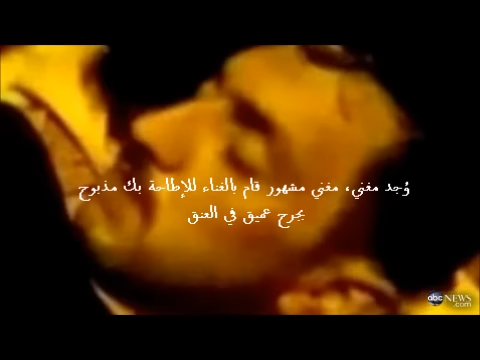 وُجد مغني، مغني مشهور قام بالغناء للإطاحة بك مذبوح
بجرح عميق في العنق
abc NEWS
.com